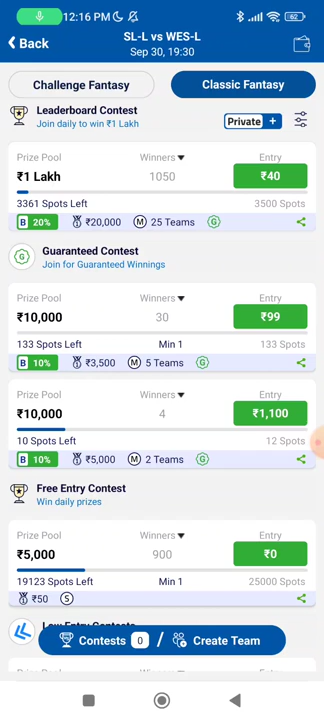 12:16 PM
62
Back
SL-L vs WES-L
Sep 30, 19:30
Challenge Fantasy
Classic Fantasy
Leaderboard Contest
Join daily to win ₹1 Lakh
Private +
Prize Pool Winners Entry
₹1 Lakh 1050 ₹40
3361 Spots Left 3500 Spots
B 20% ₹20,000 M 25 Teams G
G Guaranteed Contest
Join for Guaranteed Winnings
Prize Pool Winners Entry
₹10,000 30 ₹99
133 Spots Left Min 1 133 Spots
B 10% ₹3,500 M 5 Teams G
Prize Pool Winners Entry
₹10,000 4 ₹1,100
10 Spots Left 12 Spots
B 10% ₹5,000 M 2 Teams G
Free Entry Contest
Win daily prizes
Prize Pool Winners Entry
₹5,000 900 ₹0
19123 Spots Left Min 1 25000 Spots
₹50 S
Contests 0 / Create Team